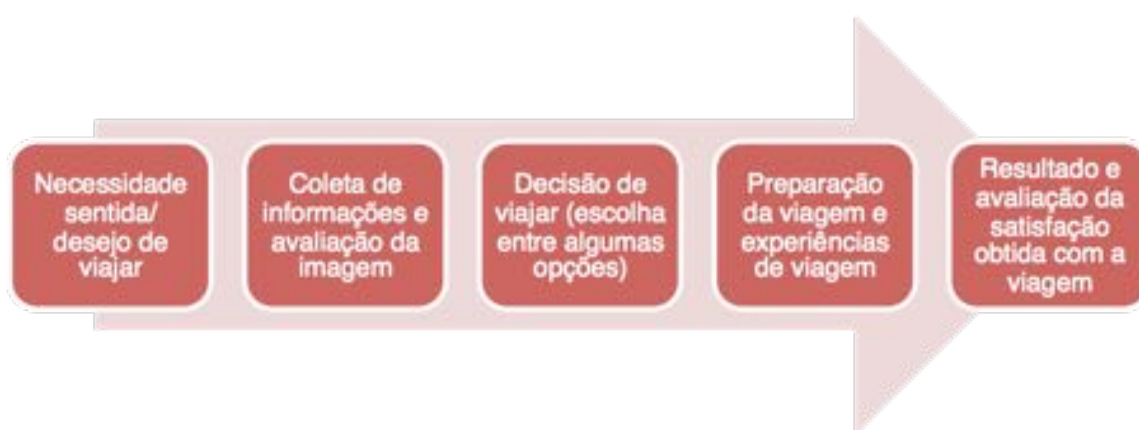 Necessidade
sentida/
desejo de
viajar
Coleta de
informações e
avaliação da
imagem
Decisão de
viajar (escolha
entre algumas
opções)
Preparação
da viagem e
experiências
de viagem
Resultado e
avaliação da
satisfação
obtida com a
viagem